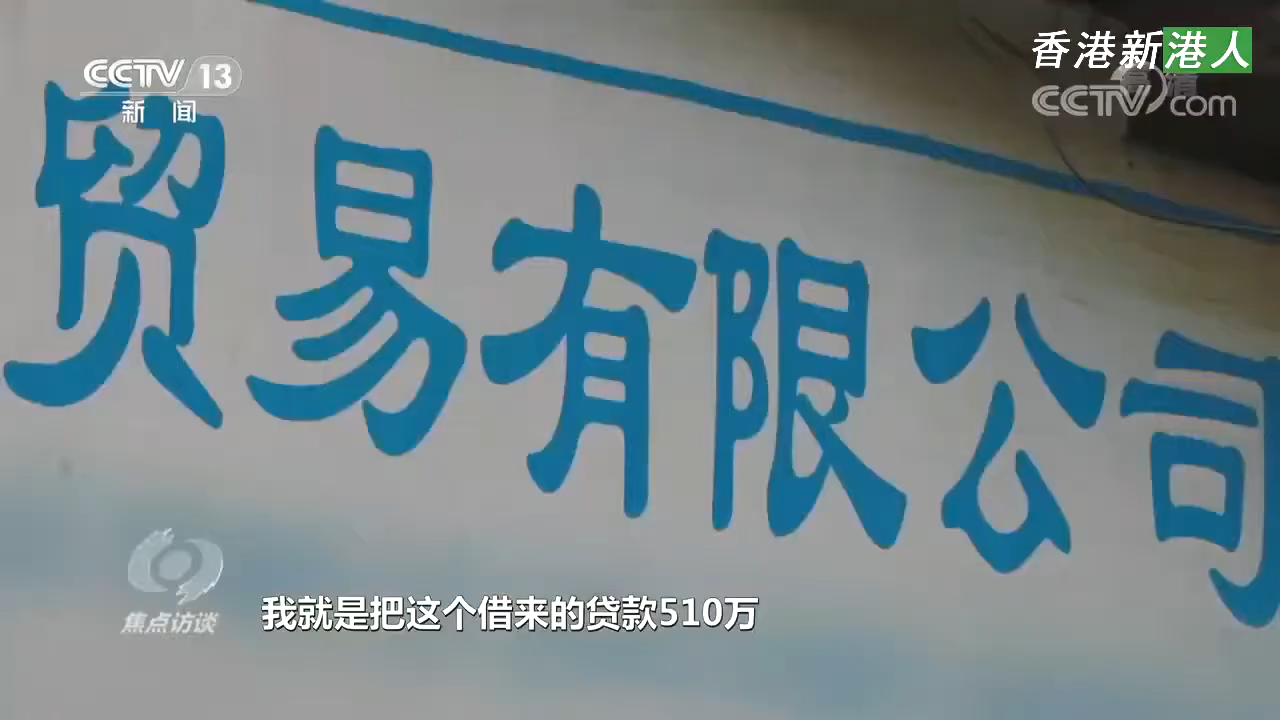 香港新港人
CCTV 13
新闻
CCTV com
贸易有限公司
焦点访谈
我就是把这个借来的贷款510万